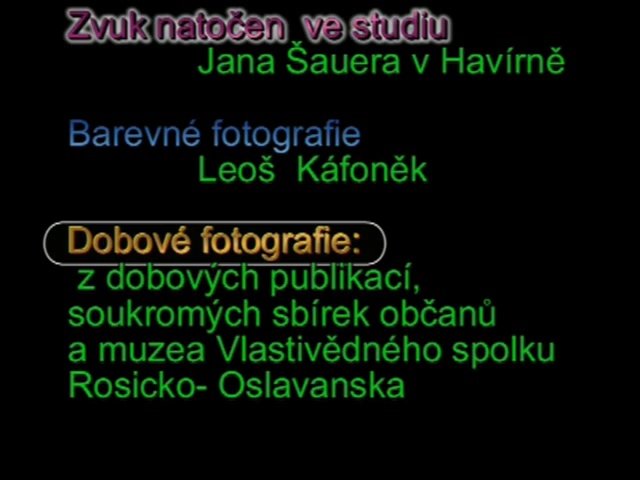 Zvuk natočen ve studiu
Jana Šauera v Havírně
Barevné fotografie
Leoš Káfoněk
Dobové fotografie:
z dobových publikací,
soukromých sbírek občanů
a muzea Vlastivědného spolku
Rosicko- Oslavanska